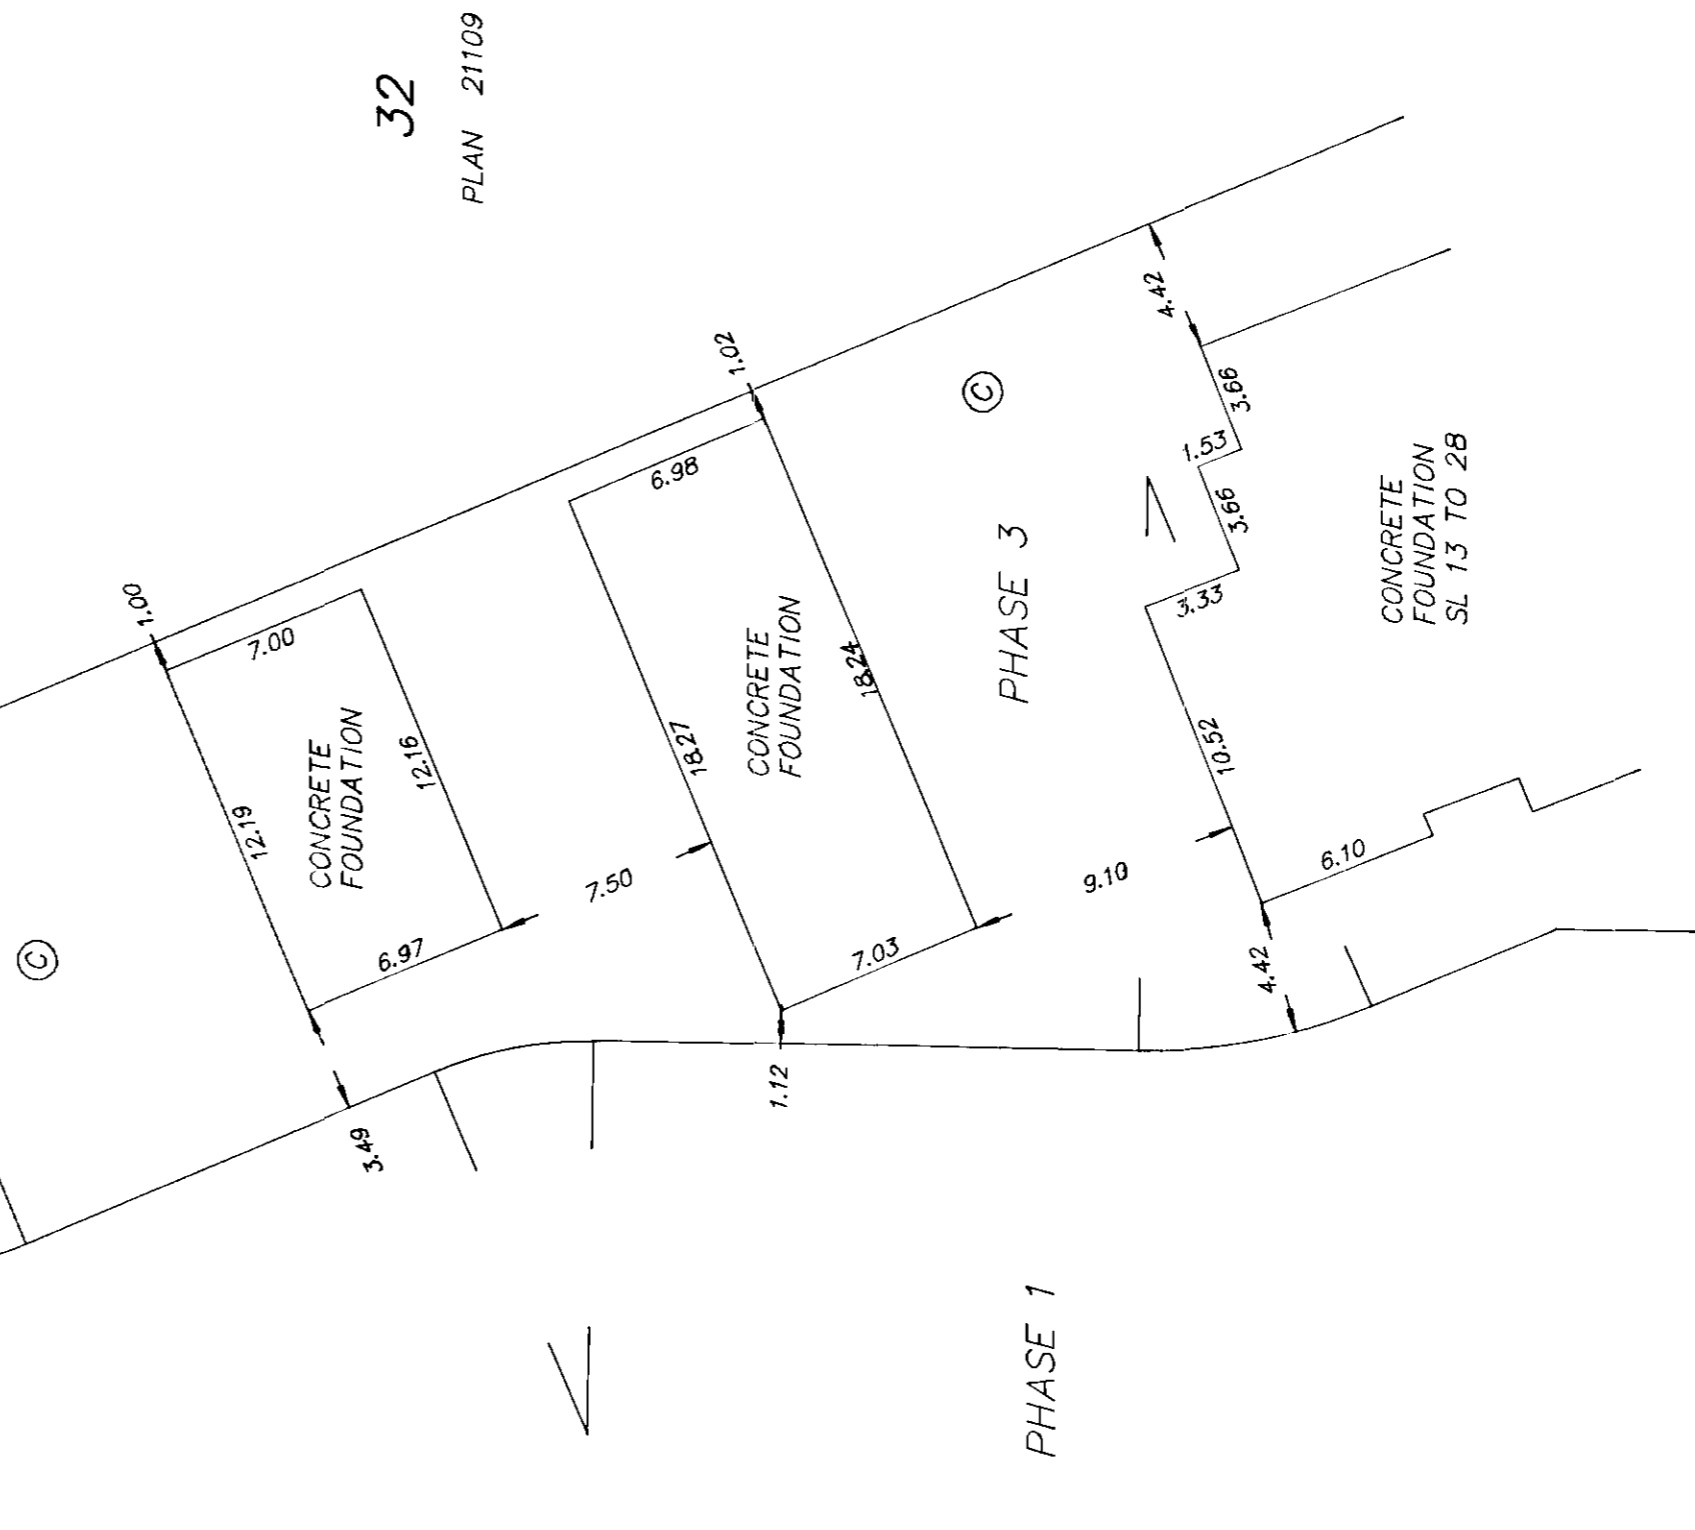 32
PLAN 21109
1.00
7.00
12.19
CONCRETE
FOUNDATION
12.16
6.97
3.49
C
1.02
6.98
18.27
CONCRETE
FOUNDATION
18.24
7.50
7.03
1.12
C
PHASE 3
4.42
3.66
1.53
3.66
3.33
10.52
9.10
6.10
4.42
CONCRETE
FOUNDATION
SL 13 TO 28
PHASE 1